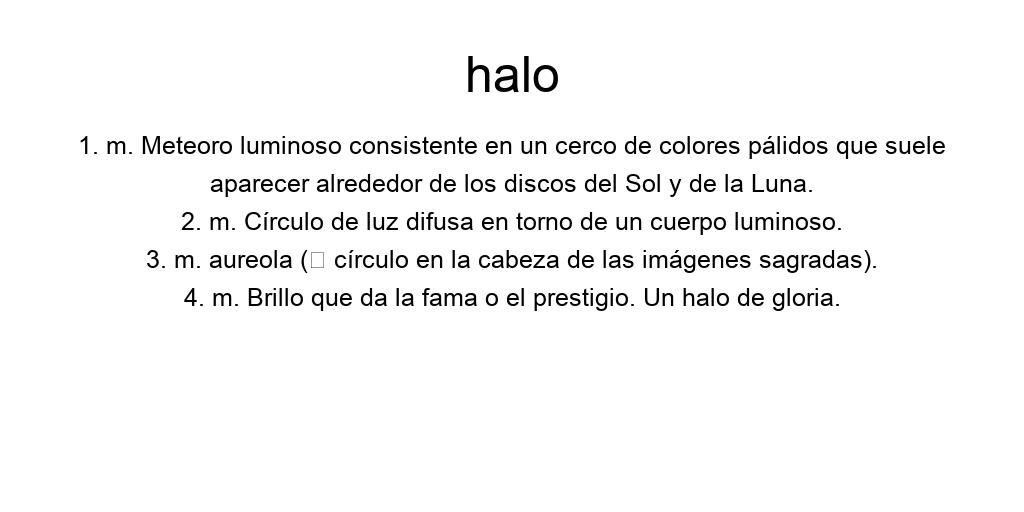 halo
1. m. Meteoro luminoso consistente en un cerco de colores pálidos que suele
aparecer alrededor de los discos del Sol y de la Luna.
2. m. Círculo de luz difusa en torno de un cuerpo luminoso.
3. m. aureola (▯ círculo en la cabeza de las imágenes sagradas).
4. m. Brillo que da la fama o el prestigio. Un halo de gloria.